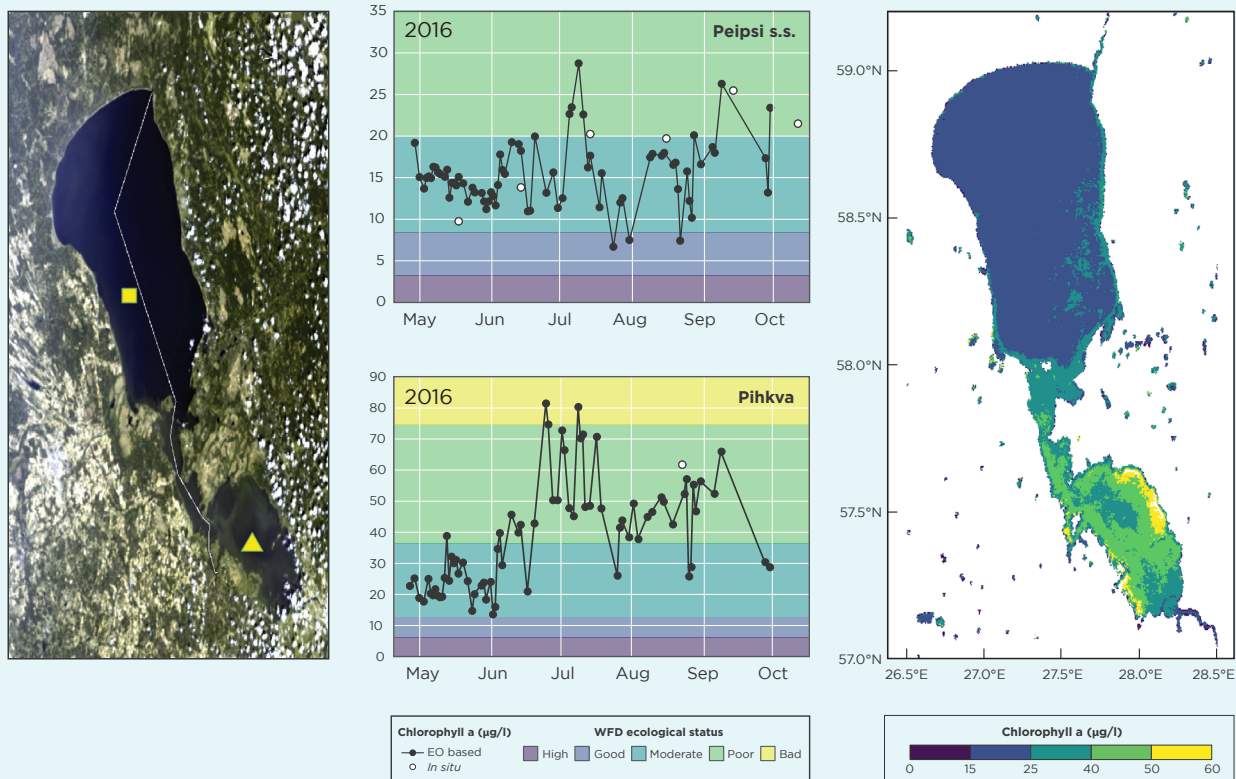 2016
Peipsi s.s.
35
30
25
20
15
10
5
0
May Jun Jul Aug Sep Oct
2016
Pihkva
90
80
70
60
50
40
30
20
10
0
May Jun Jul Aug Sep Oct
Chlorophyll a (µg/l)
EO based
In situ
WFD ecological status
High Good Moderate Poor Bad
59.0°N
58.5°N
58.0°N
57.5°N
57.0°N
26.5°E 27.0°E 27.5°E 28.0°E 28.5°E
Chlorophyll a (µg/l)
0 15 25 40 50 60